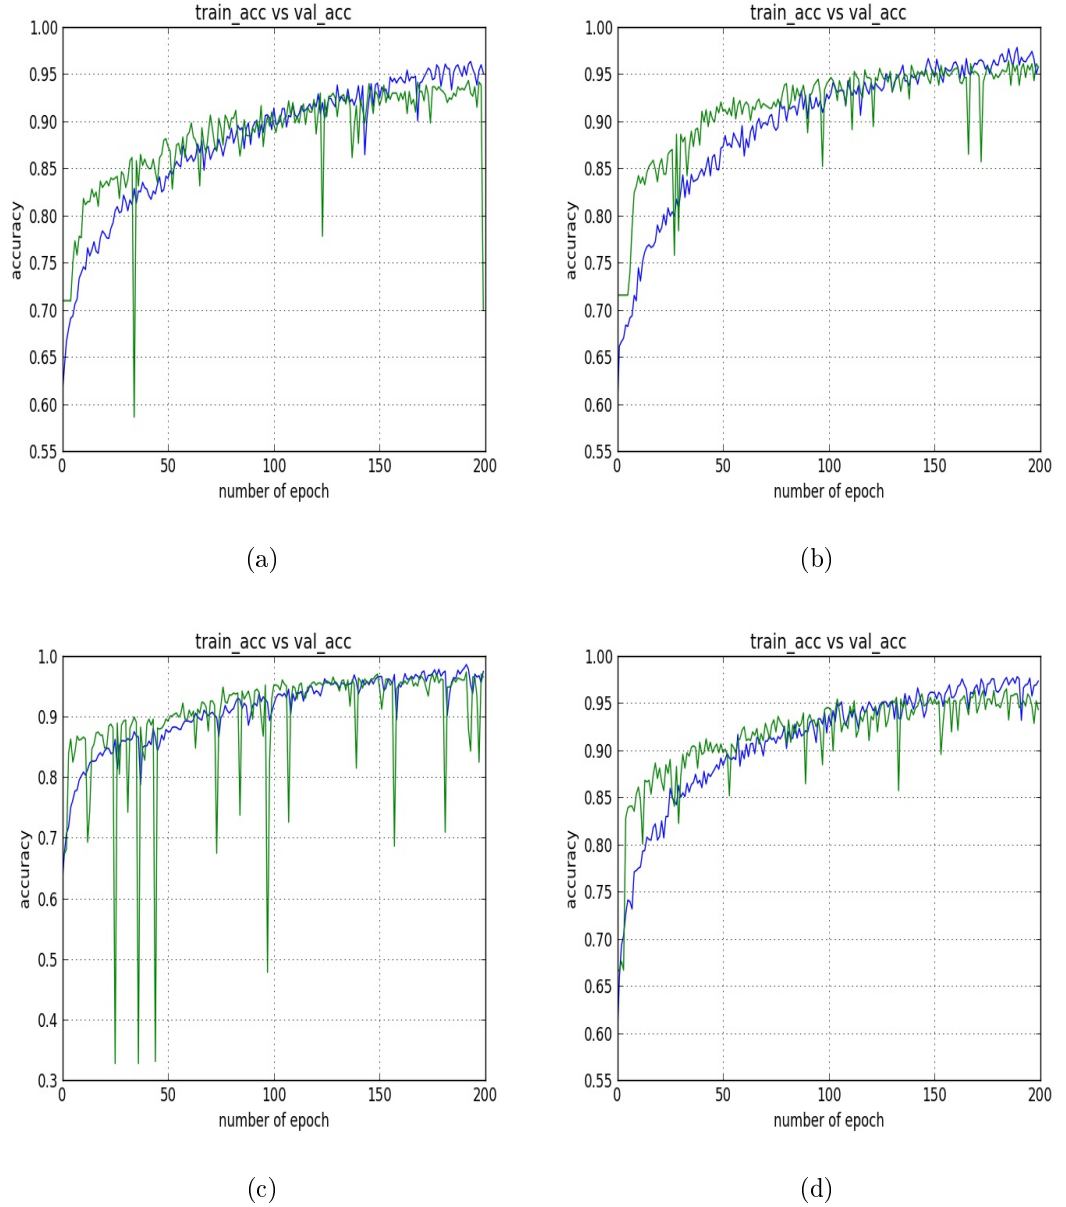 train_acc vs val_acc
1.00
0.95
0.90
0.85
0.80
0.75
0.70
0.65
0.60
0.55
accuracy
0 50 100 150 200
number of epoch
(a)
train_acc vs val_acc
1.00
0.95
0.90
0.85
0.80
0.75
0.70
0.65
0.60
0.55
accuracy
0 50 100 150 200
number of epoch
(b)
train_acc vs val_acc
1.0
0.9
0.8
0.7
0.6
0.5
0.4
0.3
accuracy
0 50 100 150 200
number of epoch
(c)
train_acc vs val_acc
1.00
0.95
0.90
0.85
0.80
0.75
0.70
0.65
0.60
0.55
accuracy
0 50 100 150 200
number of epoch
(d)